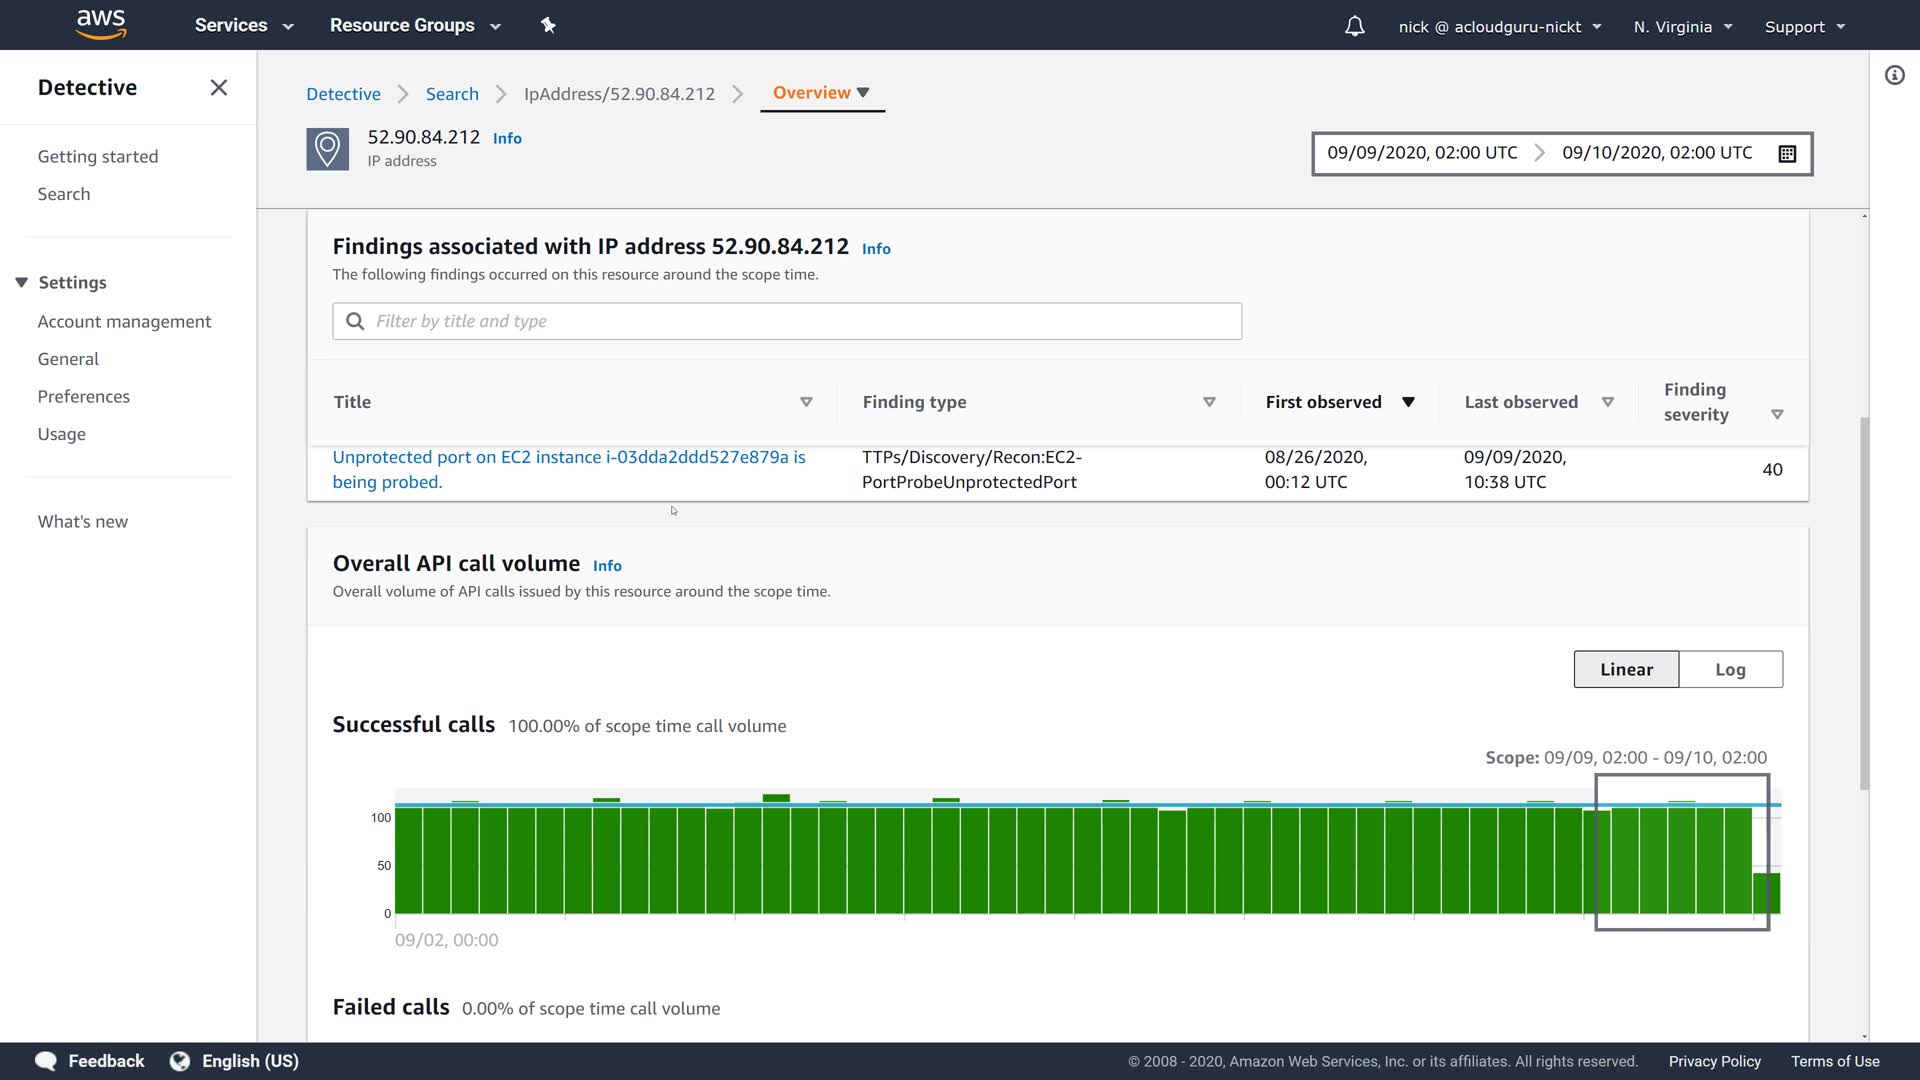 aws Services Resource Groups nick @ acloudguru-nickt N. Virginia Support
Detective
Getting started
Search
Settings
Account management
General
Preferences
Usage
What's new
Detective Search IpAddress/52.90.84.212 Overview
52.90.84.212 Info
IP address
09/09/2020, 02:00 UTC 09/10/2020, 02:00 UTC
Findings associated with IP address 52.90.84.212 Info
The following findings occurred on this resource around the scope time.
Filter by title and type
Title Finding type First observed Last observed Finding severity
Unprotected port on EC2 instance i-03dda2ddd527e879a is
being probed.
TTPs/Discovery/Recon:EC2-
PortProbeUnprotectedPort
08/26/2020,
00:12 UTC
09/09/2020,
10:38 UTC
40
Overall API call volume Info
Overall volume of API calls issued by this resource around the scope time.
Linear Log
Successful calls 100.00% of scope time call volume
Scope: 09/09, 02:00 - 09/10, 02:00
100
50
0
09/02, 00:00
Failed calls 0.00% of scope time call volume
Feedback English (US) © 2008 - 2020, Amazon Web Services, Inc. or its affiliates. All rights reserved. Privacy Policy Terms of Use